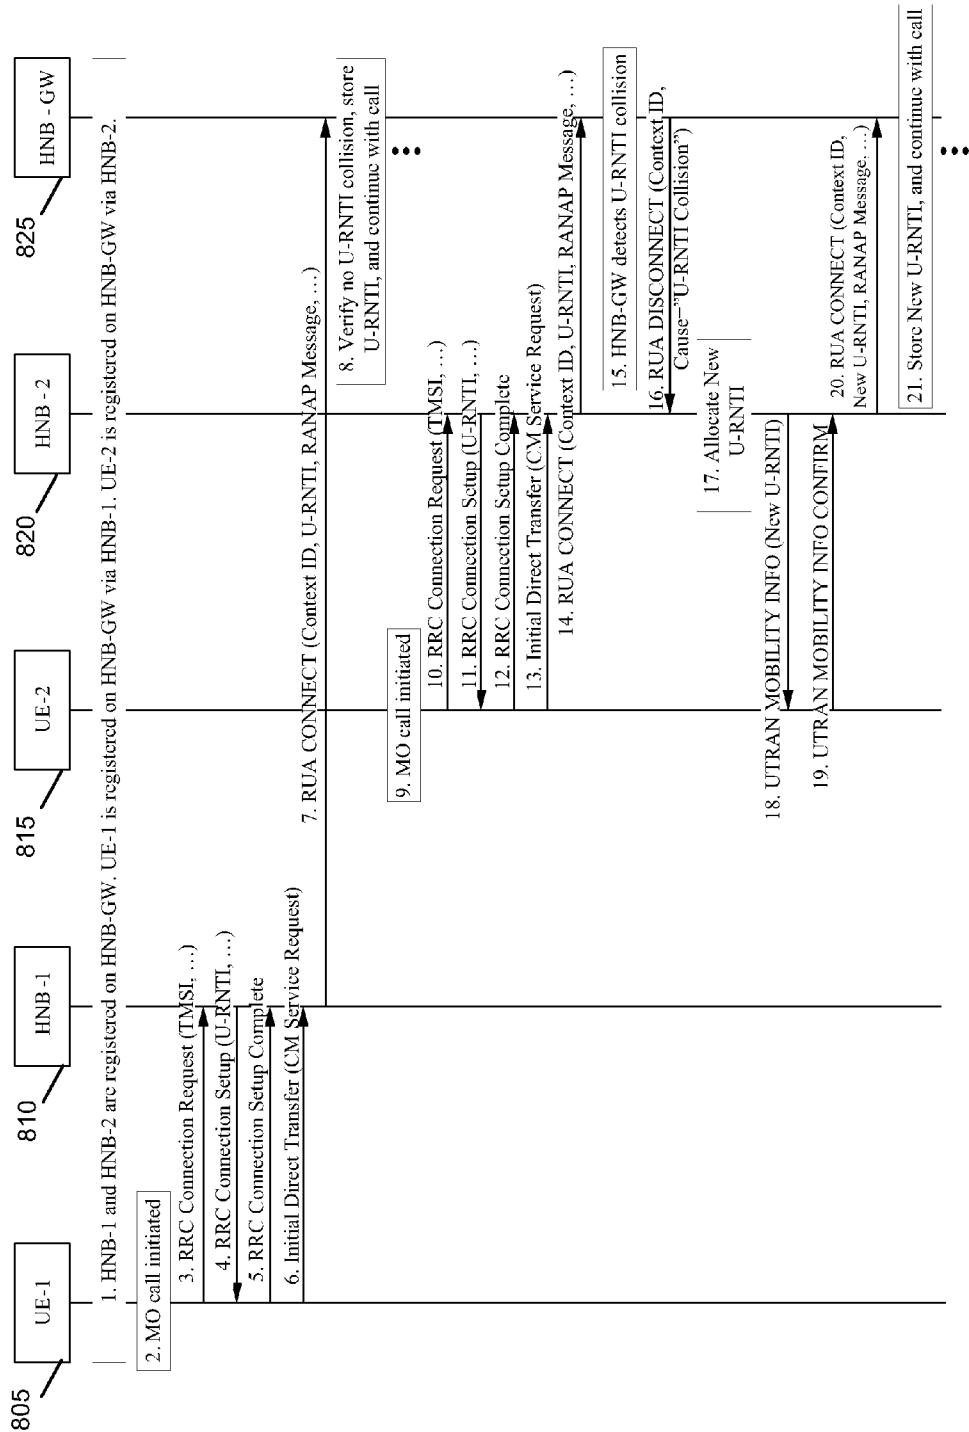 UE-1
HNB -1
UE-2
HNB - 2
HNB - GW
805
810
815
820
825
1. HNB-1 and HNB-2 are registered on HNB-GW. UE-1 is registered on HNB-GW via HNB-1. UE-2 is registered on HNB-GW via HNB-2.
2. MO call initiated
3. RRC Connection Request (TMSI, …)
4. RRC Connection Setup (U-RNTI, …)
5. RRC Connection Setup Complete
6. Initial Direct Transfer (CM Service Request)
7. RUA CONNECT (Context ID, U-RNTI, RANAP Message, …)
8. Verify no U-RNTI collision, store
U-RNTI, and continue with call
9. MO call initiated
10. RRC Connection Request (TMSI, …)
11. RRC Connection Setup (U-RNTI, …)
12. RRC Connection Setup Complete
13. Initial Direct Transfer (CM Service Request)
14. RUA CONNECT (Context ID, U-RNTI, RANAP Message, …)
15. HNB-GW detects U-RNTI collision
16. RUA DISCONNECT (Context ID,
Cause="U-RNTI Collision")
17. Allocate New
U-RNTI
18. UTRAN MOBILITY INFO (New U-RNTI)
19. UTRAN MOBILITY INFO CONFIRM
20. RUA CONNECT (Context ID,
New U-RNTI, RANAP Message, …)
21. Store New U-RNTI, and continue with call